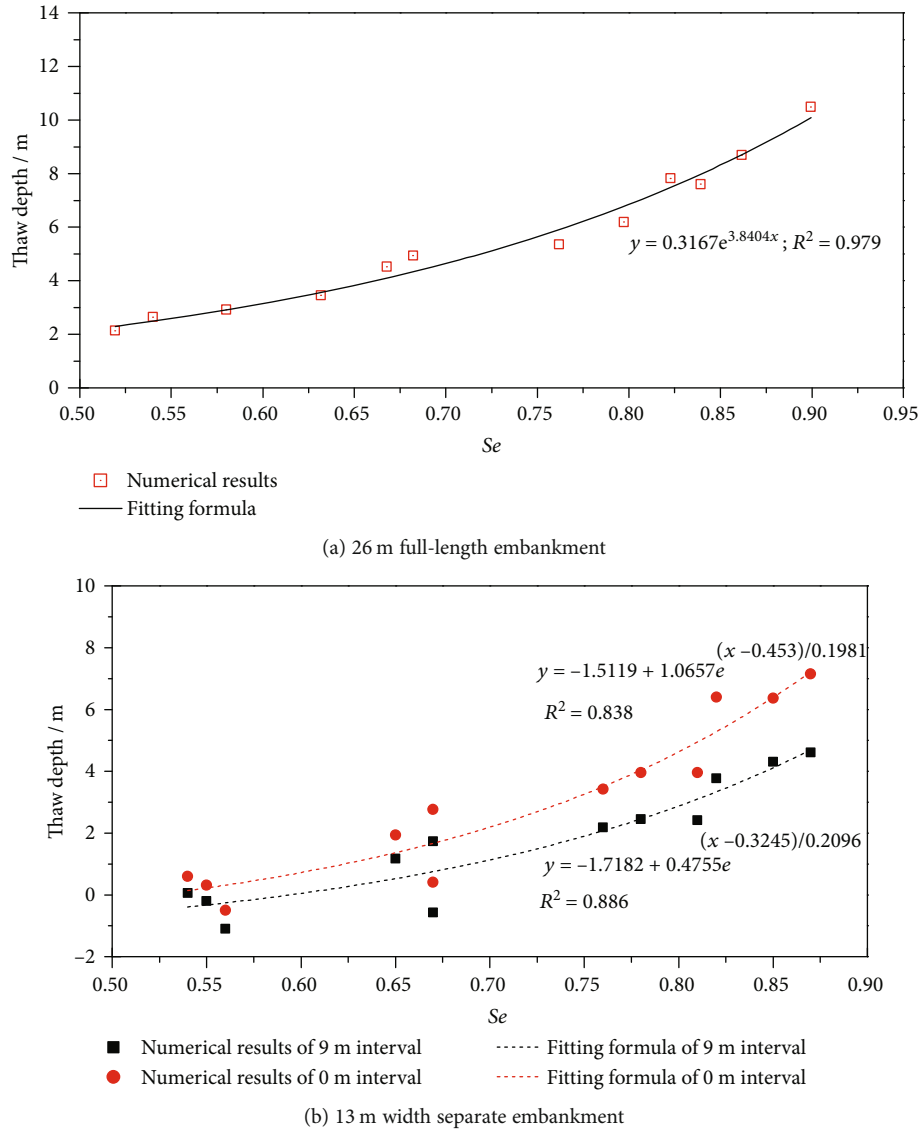 14
12
10
8
6
4
2
0
Thaw depth / m
y = 0.3167e^3.8404x ; R² = 0.979
0.50 0.55 0.60 0.65 0.70 0.75 0.80 0.85 0.90 0.95
Se
Numerical results
Fitting formula
(a) 26 m full-length embankment
10
8
6
4
2
0
–2
Thaw depth / m
(x –0.453)/0.1981
y = –1.5119 + 1.0657e
R² = 0.838
(x –0.3245)/0.2096
y = –1.7182 + 0.4755e
R² = 0.886
0.50 0.55 0.60 0.65 0.70 0.75 0.80 0.85 0.90
Se
Numerical results of 9 m interval Fitting formula of 9 m interval
Numerical results of 0 m interval Fitting formula of 0 m interval
(b) 13 m width separate embankment